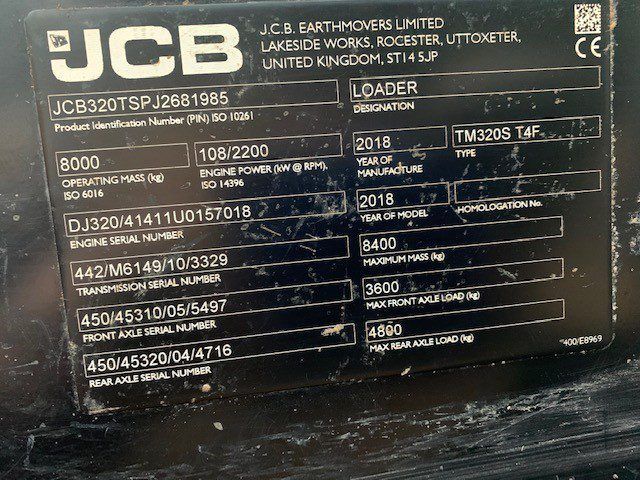 JCB
J.C.B. EARTHMOVERS LIMITED
LAKESIDE WORKS, ROCESTER, UTTOXETER,
UNITED KINGDOM, ST14 5JP
CE
JCB320TSPJ2681985
Product Identification Number (PIN) ISO 10261
LOADER
DESIGNATION
8000
OPERATING MASS (kg)
ISO 6016
108/2200
ENGINE POWER (kW @ RPM).
ISO 14396
2018
YEAR OF
MANUFACTURE
TM320S T4F
TYPE
DJ320/41411U0157018
ENGINE SERIAL NUMBER
2018
YEAR OF MODEL
HOMOLOGATION No.
442/M6149/10/3329
TRANSMISSION SERIAL NUMBER
8400
MAXIMUM MASS (kg)
450/45310/05/5497
FRONT AXLE SERIAL NUMBER
3600
MAX FRONT AXLE LOAD (kg)
450/45320/04/4716
REAR AXLE SERIAL NUMBER
4800
MAX REAR AXLE LOAD (kg)
400/E8969